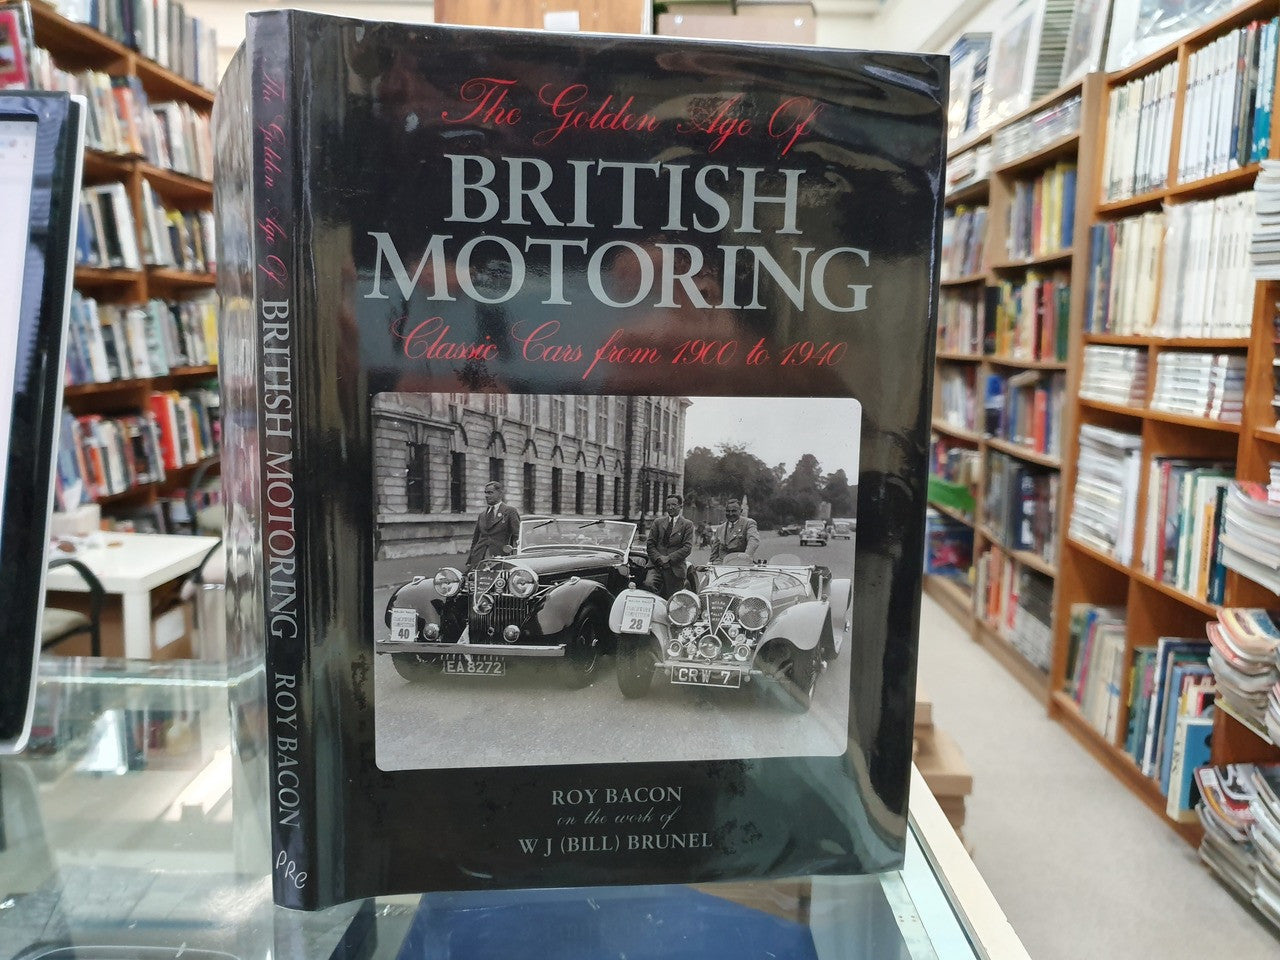 The Golden Age Of
BRITISH
MOTORING
Classic Cars from 1900 to 1940
40
EA 8272
28
CRW 7
ROY BACON
on the work of
W J (BILL) BRUNEL
The Golden Age Of BRITISH MOTORING ROY BACON PRC